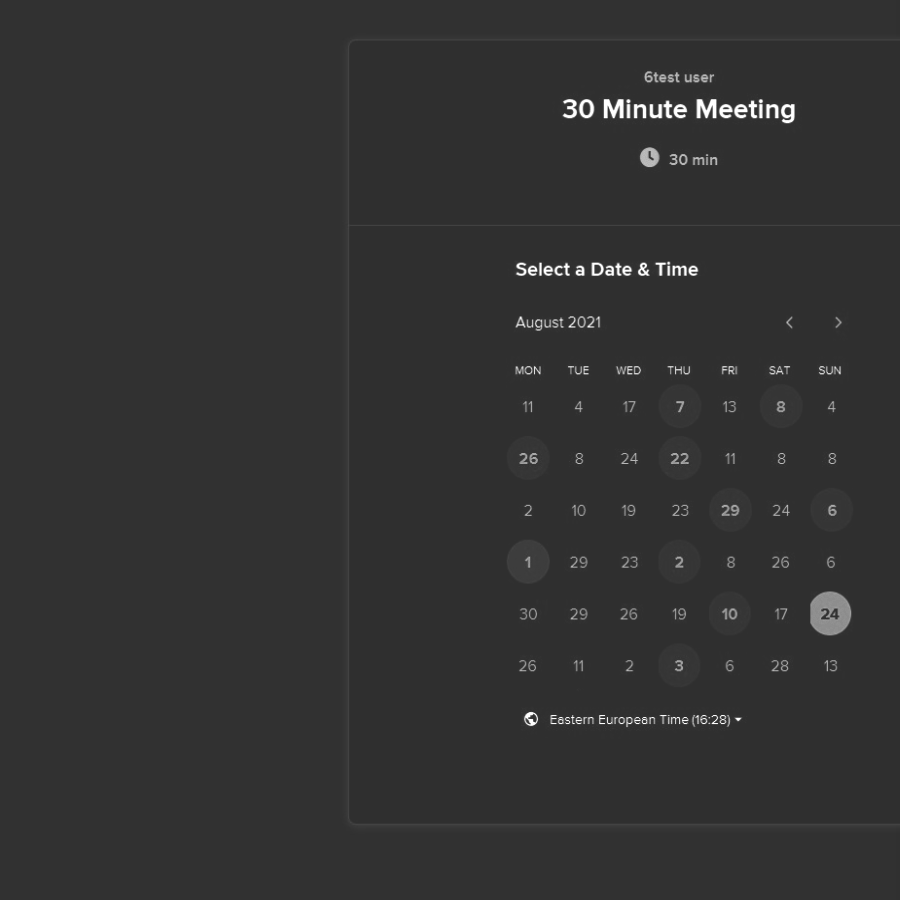 6test user
30 Minute Meeting
30 min
Select a Date & Time
August 2021
MON TUE WED THU FRI SAT SUN
11 4 17 7 13 8 4
26 8 24 22 11 8 8
2 10 19 23 29 24 6
1 29 23 2 8 26 6
30 29 26 19 10 17 24
26 11 2 3 6 28 13
Eastern European Time (16:28)